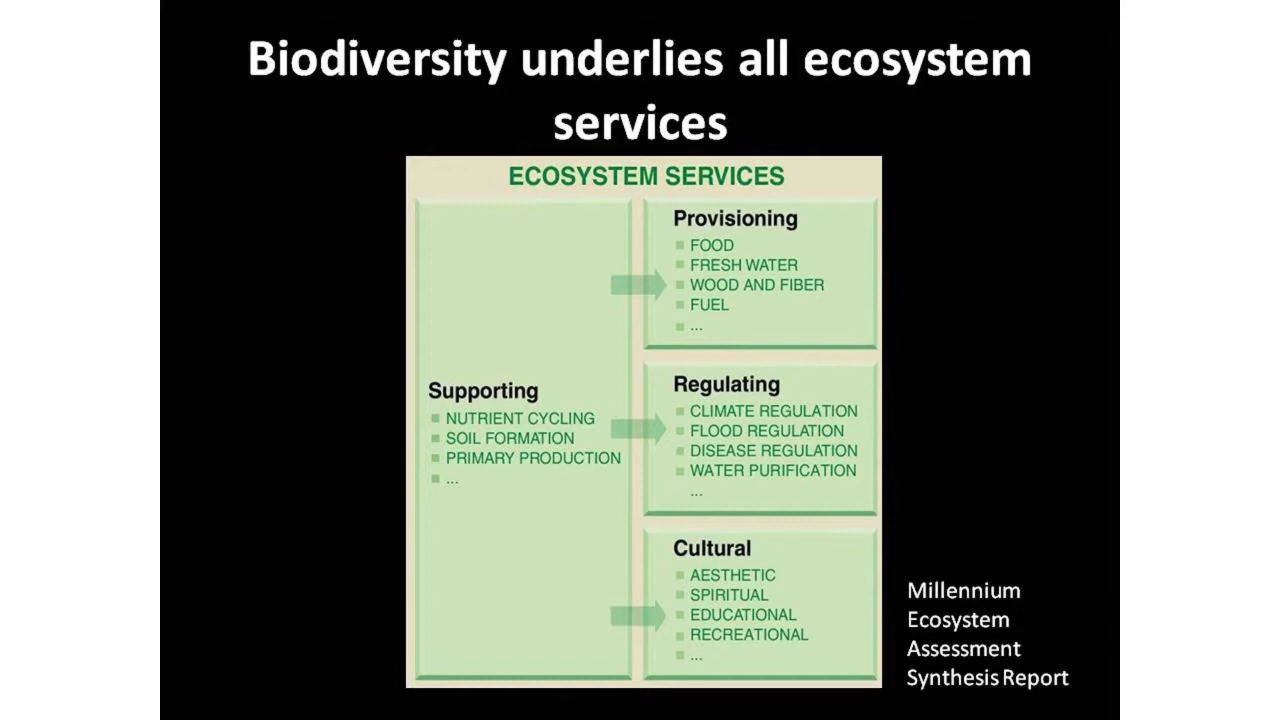 Biodiversity underlies all ecosystem
services
ECOSYSTEM SERVICES
Supporting
NUTRIENT CYCLING
SOIL FORMATION
PRIMARY PRODUCTION
...
Provisioning
FOOD
FRESH WATER
WOOD AND FIBER
FUEL
...
Regulating
CLIMATE REGULATION
FLOOD REGULATION
DISEASE REGULATION
WATER PURIFICATION
...
Cultural
AESTHETIC
SPIRITUAL
EDUCATIONAL
RECREATIONAL
...
Millennium
Ecosystem
Assessment
Synthesis Report